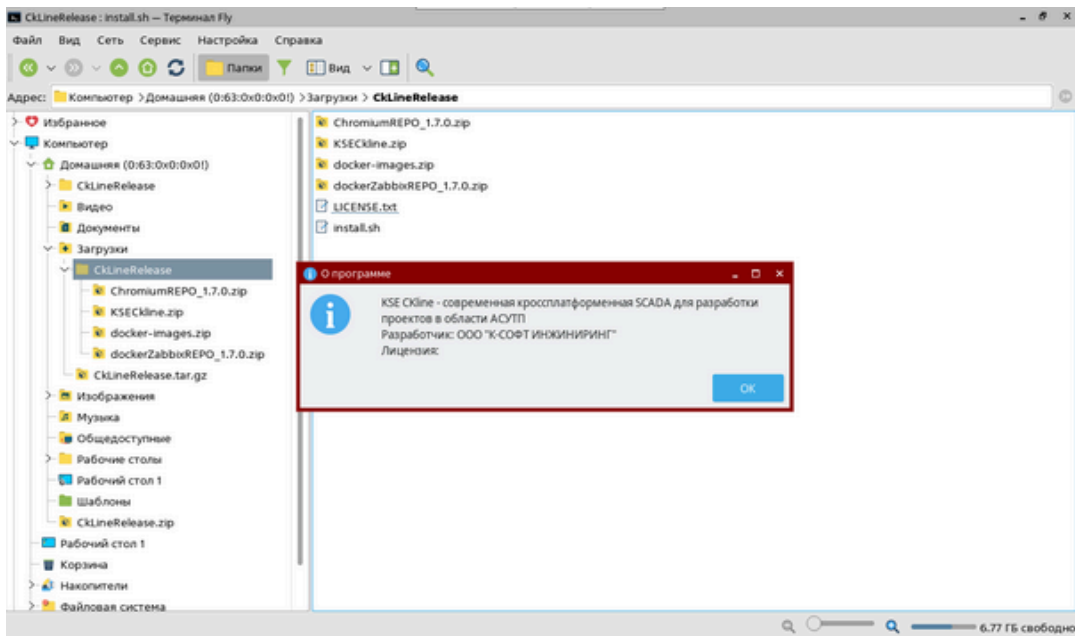 CkLineRelease : install.sh — Терминал Fly
Файл Вид Сеть Сервис Настройка Справка
Папки Вид
Адрес: Компьютер > Домашняя (0:63:0x0:0x0!) > Загрузки > CkLineRelease
Избранное
Компьютер
Домашняя (0:63:0x0:0x0!)
CkLineRelease
Видео
Документы
Загрузки
CkLineRelease
ChromiumREPO_1.7.0.zip
KSECkline.zip
docker-images.zip
dockerZabbixREPO_1.7.0.zip
CkLineRelease.tar.gz
Изображения
Музыка
Общедоступные
Рабочие столы
Рабочий стол 1
Шаблоны
CkLineRelease.zip
Рабочий стол 1
Корзина
Накопители
Файловая система
ChromiumREPO_1.7.0.zip
KSECkline.zip
docker-images.zip
dockerZabbixREPO_1.7.0.zip
LICENSE.txt
install.sh
О программе
KSE CKline - современная кроссплатформенная SCADA для разработки
проектов в области АСУТП
Разработчик: ООО "К-СОФТ ИНЖИНИРИНГ"
Лицензия:
ОК
6.77 ГБ свободно